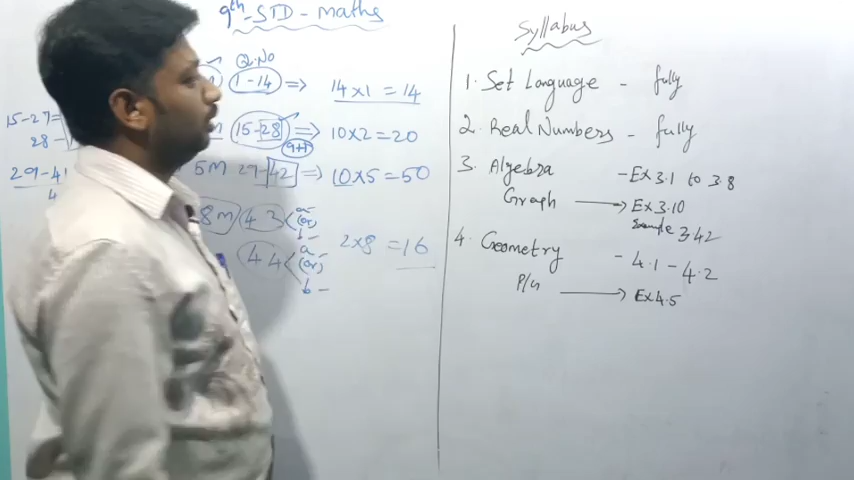 9th - STD - maths
Q.No
1-14 => 14x1 = 14
15-27=
28-
15-28 => 10x2=20
9+1
29-41
5M 29-42 => 10x5=50
8M 43 a-
(or)
b-
2x8 =16
44 a-
(or)
b-
Syllabus
1. Set Language - fully
2. Real Numbers - fully
3. Algebra - Ex 3.1 to 3.8
Graph → Ex 3.10
3.42
4. Geometry - 4.1 - 4.2
→ Ex 4.5